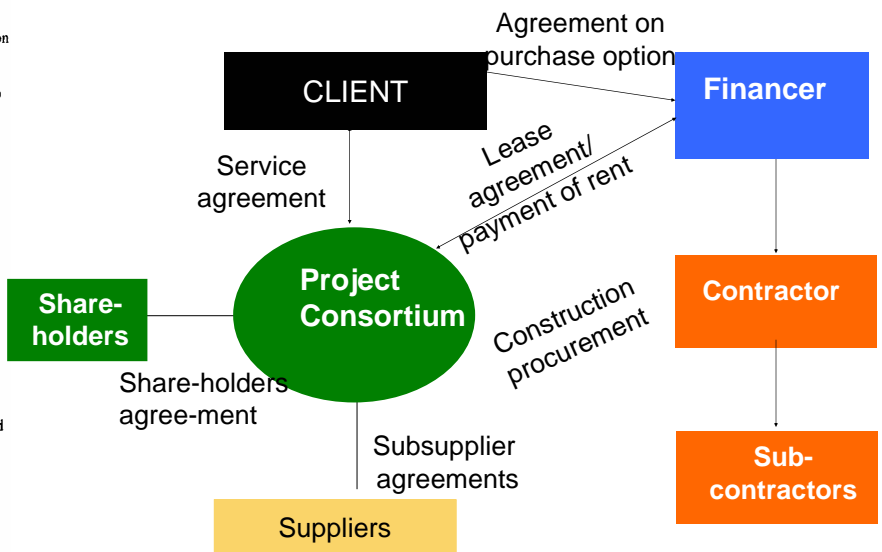 on
Agreement on
purchase option
CLIENT
Financer
Service
agreement
Lease
agreement/
payment of rent
Project
Consortium
Share-
holders
Contractor
Construction
procurement
Share-holders
agree-ment
Subsupplier
agreements
Sub-
contractors
Suppliers